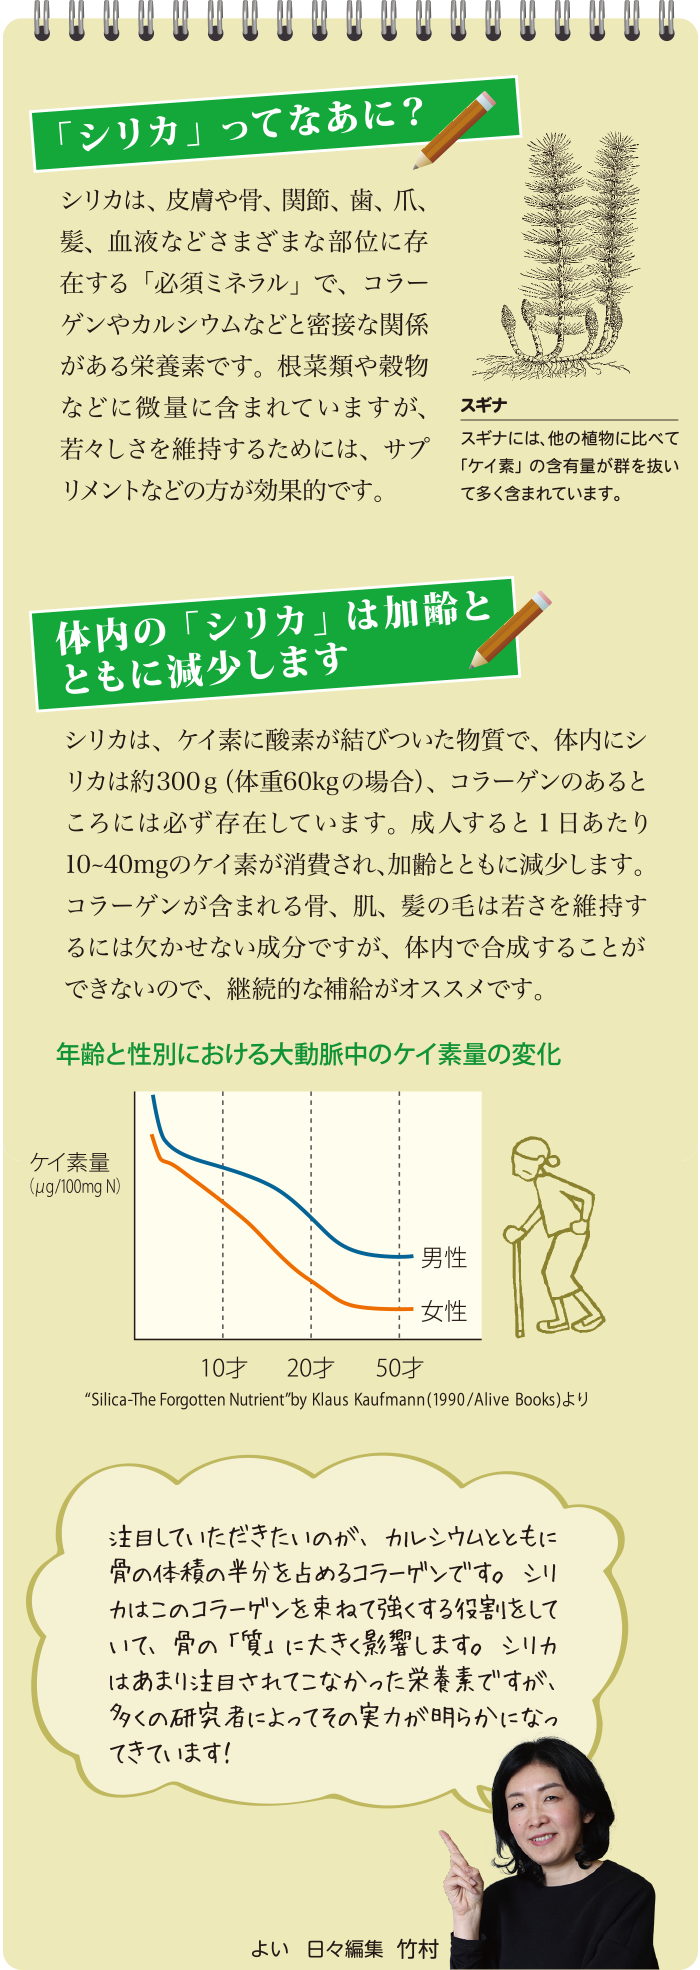 「シリカ」ってなあに？
シリカは、皮膚や骨、関節、歯、爪、
髪、血液などさまざまな部位に存
在する「必須ミネラル」で、コラー
ゲンやカルシウムなどと密接な関係
がある栄養素です。根菜類や穀物
などに微量に含まれていますが、
若々しさを維持するためには、サプ
リメントなどの方が効果的です。
スギナ
スギナには、他の植物に比べて
「ケイ素」の含有量が群を抜い
て多く含まれています。
体内の「シリカ」は加齢と
ともに減少します
シリカは、ケイ素に酸素が結びついた物質で、体内にシ
リカは約300ｇ(体重60kgの場合)、コラーゲンのあると
ころには必ず存在しています。成人すると１日あたり
10~40mgのケイ素が消費され、加齢とともに減少します。
コラーゲンが含まれる骨、肌、髪の毛は若さを維持す
るには欠かせない成分ですが、体内で合成することが
できないので、継続的な補給がオススメです。
年齢と性別における大動脈中のケイ素量の変化
ケイ素量
(μg/100mg N)
男性
女性
10才 20才 50才
“Silica-The Forgotten Nutrient”by Klaus Kaufmann(1990/Alive Books)より
注目していただきたいのが、カルシウムとともに
骨の体積の半分を占めるコラーゲンです。シリ
カはこのコラーゲンを束ねて強くする役割をして
いて、骨の「質」に大きく影響します。シリカ
はあまり注目されてこなかった栄養素ですが、
多くの研究者によってその実力が明らかになっ
てきています!
よい 日々編集 竹村